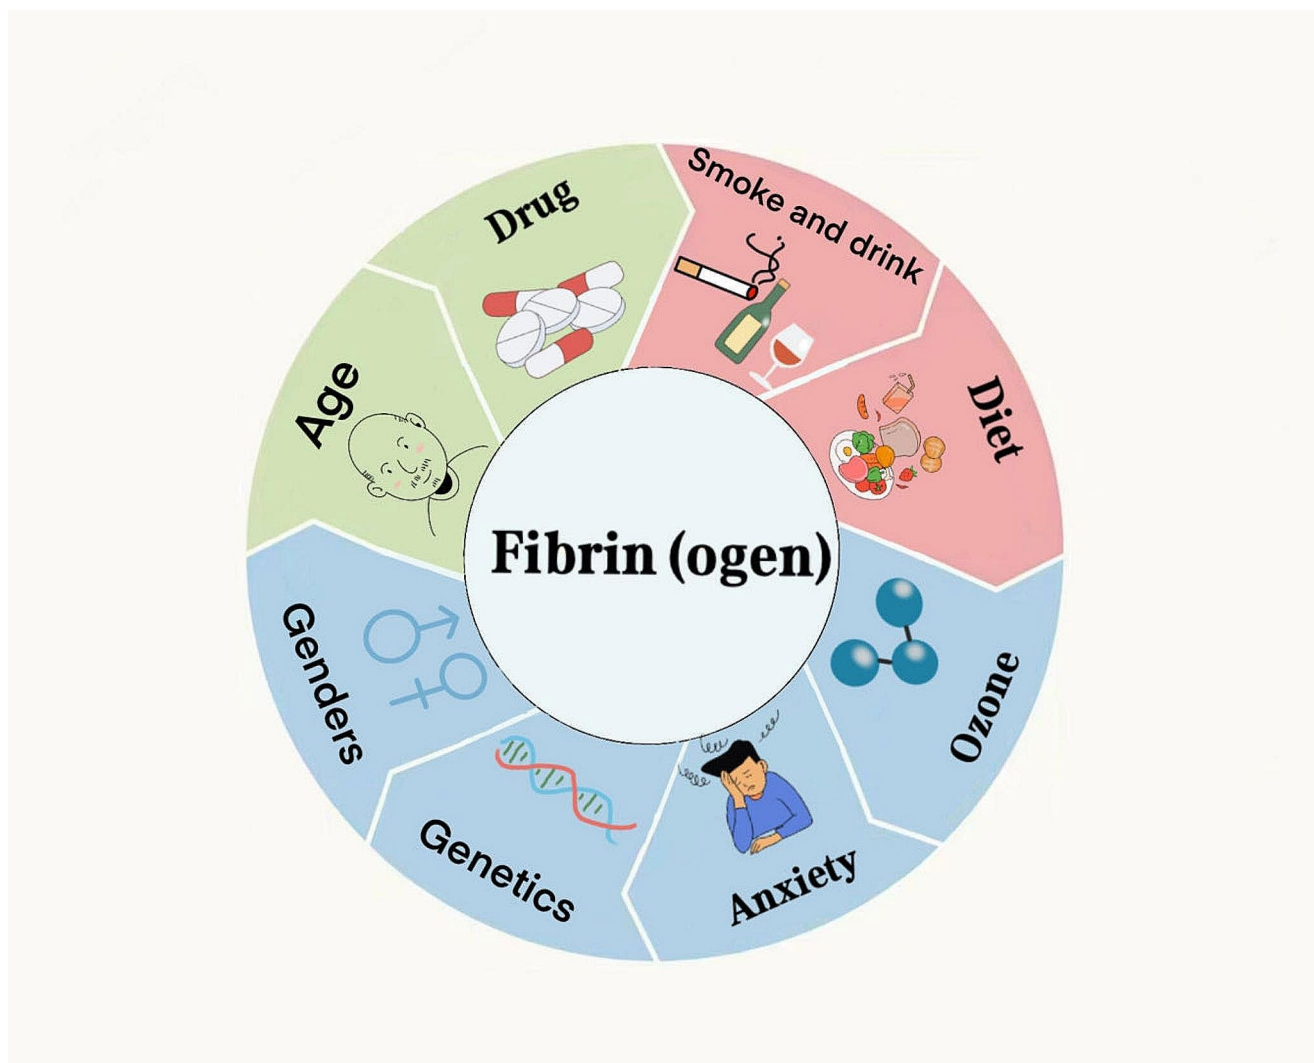 Drug
Smoke and drink
Diet
Ozone
Anxiety
Genetics
Genders
Age
Fibrin (ogen)